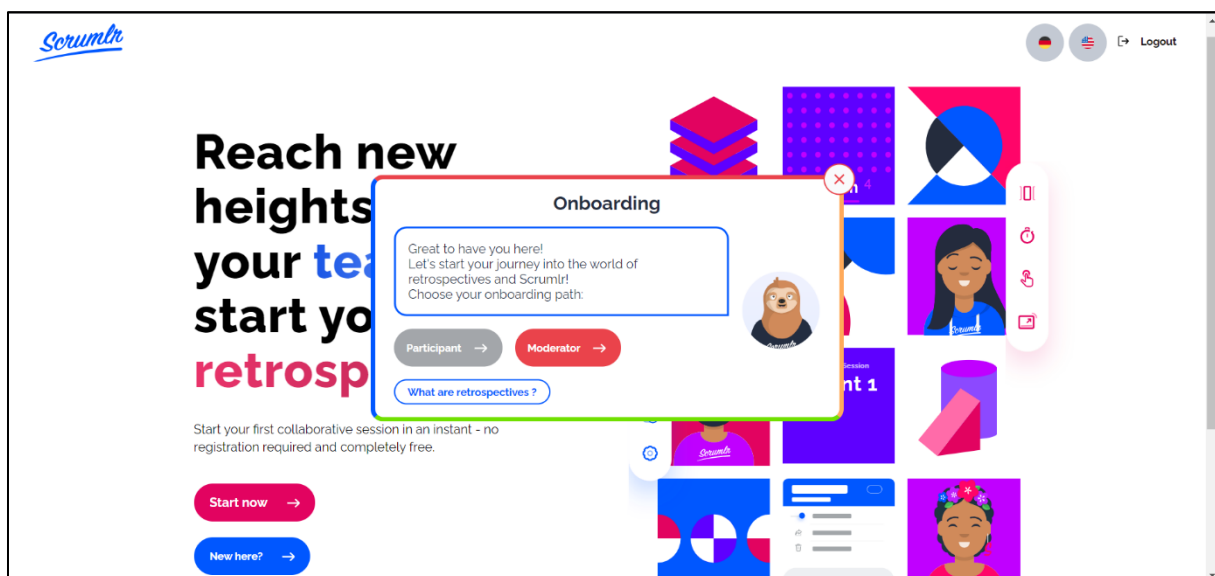 Scrumlr
Logout
Reach new
heights
your tea
start yo
retrosp
Onboarding
Great to have you here!
Let's start your journey into the world of
retrospectives and Scrumlr!
Choose your onboarding path:
Participant →
Moderator →
What are retrospectives ?
n 4
Session
nt 1
Scrumlr
Scrumlr
Start your first collaborative session in an instant - no
registration required and completely free.
Start now →
New here? →